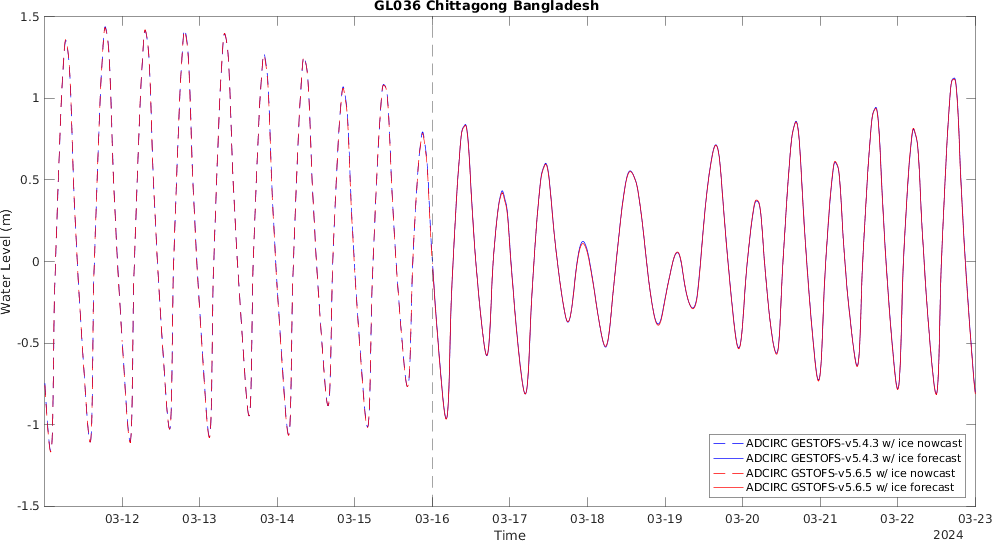 GL036 Chittagong Bangladesh
1.5
1
0.5
0
-0.5
-1
-1.5
Water Level (m)
03-12 03-13 03-14 03-15 03-16 03-17 03-18 03-19 03-20 03-21 03-22 03-23
Time
2024
ADCIRC GESTOFS-v5.4.3 w/ ice nowcast
ADCIRC GESTOFS-v5.4.3 w/ ice forecast
ADCIRC GSTOFS-v5.6.5 w/ ice nowcast
ADCIRC GSTOFS-v5.6.5 w/ ice forecast